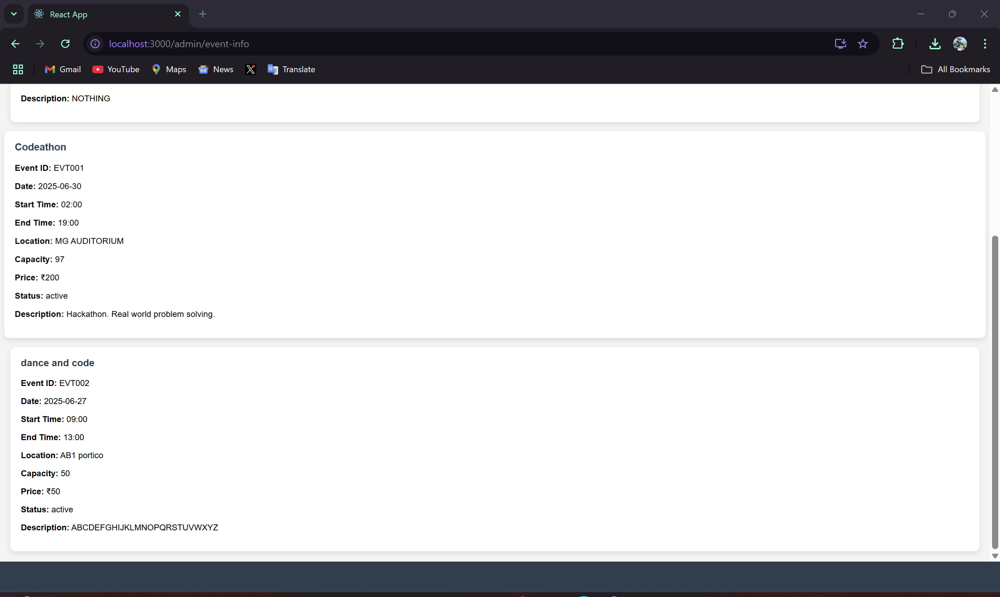 React App
localhost:3000/admin/event-info
Gmail YouTube Maps News Translate All Bookmarks
Description: NOTHING
Codeathon
Event ID: EVT001
Date: 2025-06-30
Start Time: 02:00
End Time: 19:00
Location: MG AUDITORIUM
Capacity: 97
Price: ₹200
Status: active
Description: Hackathon. Real world problem solving.
dance and code
Event ID: EVT002
Date: 2025-06-27
Start Time: 09:00
End Time: 13:00
Location: AB1 portico
Capacity: 50
Price: ₹50
Status: active
Description: ABCDEFGHIJKLMNOPQRSTUVWXYZ